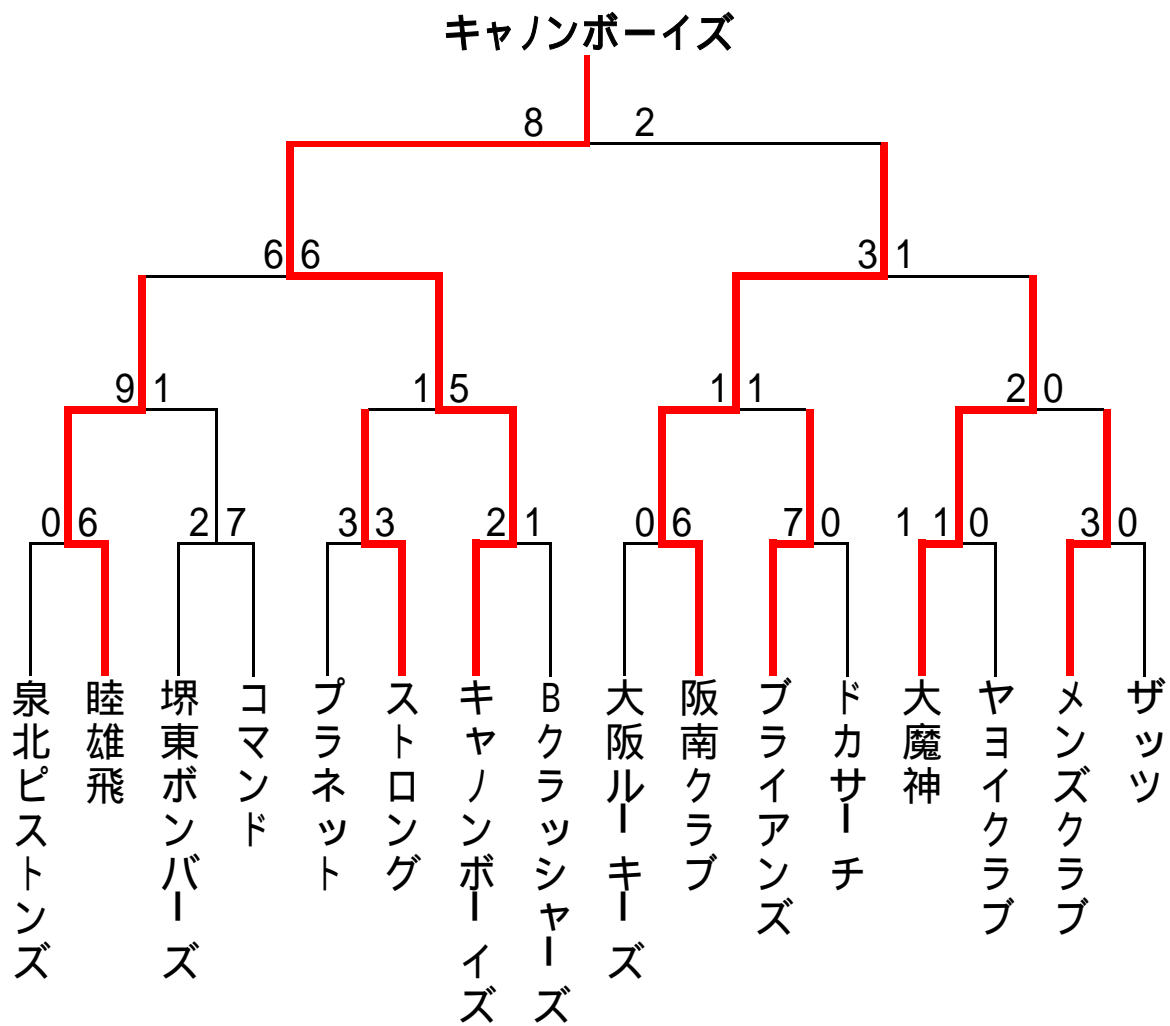 キャノンボーイズ
8 2
6 6 3 1
9 1 1 5 1 1 2 0
0 6 2 7 3 3 2 1 0 6 7 0 1 1 0 3 0
泉北ピストンズ
睦雄飛
堺東ボンバーズ
コマンド
プラネット
ストロング
キャノンボーイズ
Bクラッシャーズ
大阪ルーキーズ
阪南クラブ
ブライアンズ
ドカサーチ
大魔神
ヤヨイクラブ
メンズクラブ
ザッツ